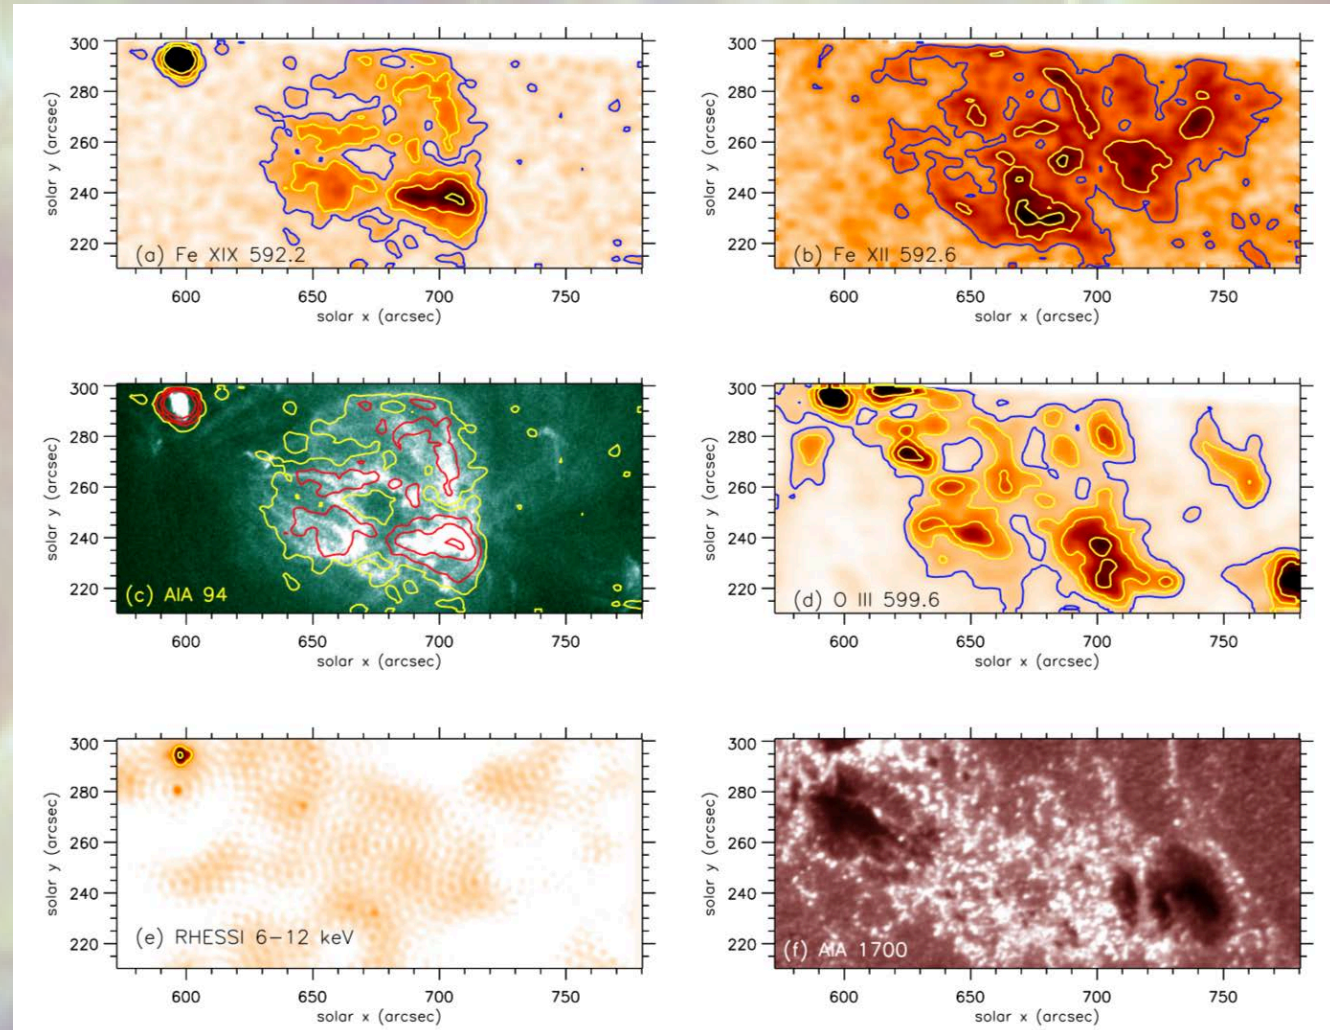 300
280
260
240
220
solar y (arcsec)
(a) Fe XIX 592.2
600 650 700 750
solar x (arcsec)
300
280
260
240
220
solar y (arcsec)
(b) Fe XII 592.6
600 650 700 750
solar x (arcsec)
300
280
260
240
220
solar y (arcsec)
(c) AIA 94
600 650 700 750
solar x (arcsec)
300
280
260
240
220
solar y (arcsec)
(d) O III 599.6
600 650 700 750
solar x (arcsec)
300
280
260
240
220
solar y (arcsec)
(e) RHESSI 6–12 keV
600 650 700 750
solar x (arcsec)
300
280
260
240
220
solar y (arcsec)
(f) AIA 1700
600 650 700 750
solar x (arcsec)